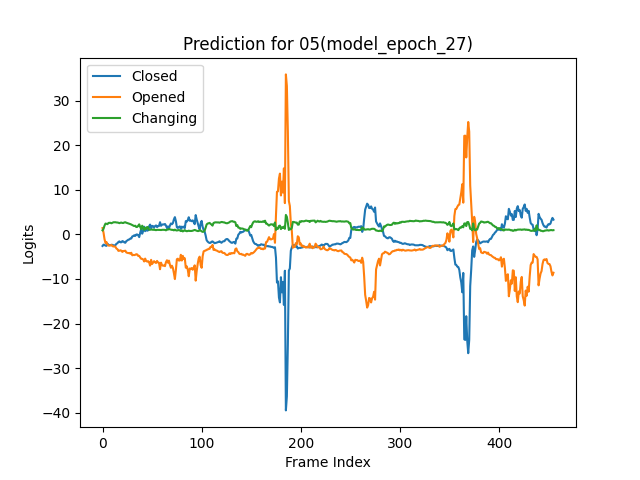 Prediction for 05(model_epoch_27)
Closed
Opened
Changing
Logits
30
20
10
0
−10
−20
−30
−40
0 100 200 300 400
Frame Index